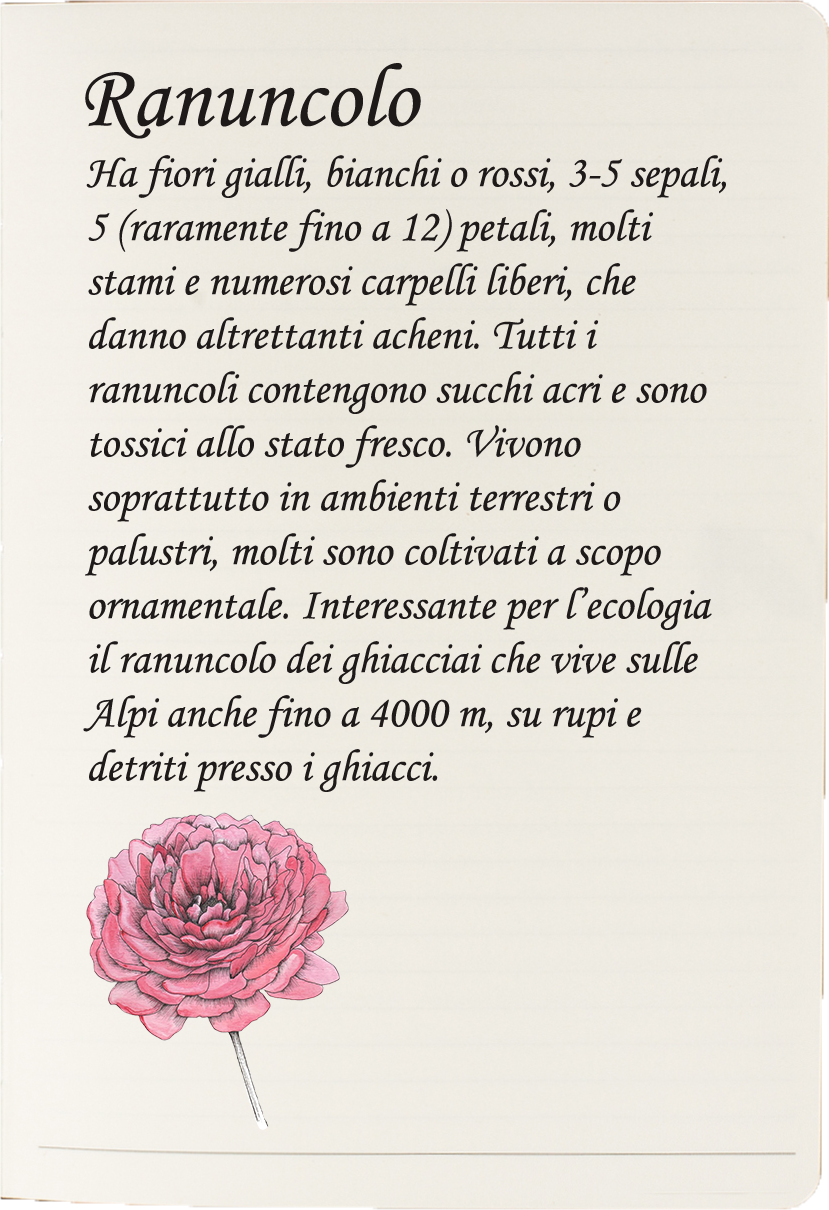 Ranuncolo
Ha fiori gialli, bianchi o rossi, 3-5 sepali,
5 (raramente fino a 12) petali, molti
stami e numerosi carpelli liberi, che
danno altrettanti acheni. Tutti i
ranuncoli contengono succhi acri e sono
tossici allo stato fresco. Vivono
soprattutto in ambienti terrestri o
palustri, molti sono coltivati a scopo
ornamentale. Interessante per l’ecologia
il ranuncolo dei ghiacciai che vive sulle
Alpi anche fino a 4000 m, su rupi e
detriti presso i ghiacci.